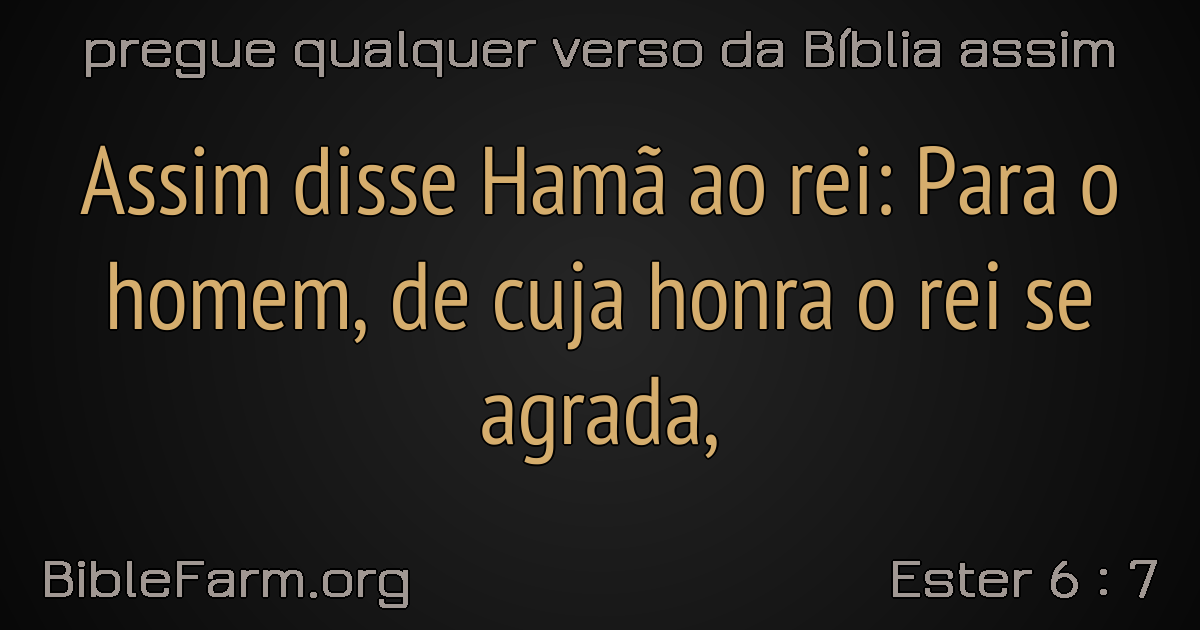 pregue qualquer verso da Bíblia assim
Assim disse Hamã ao rei: Para o
homem, de cuja honra o rei se
agrada,
BibleFarm.org
Ester 6 : 7